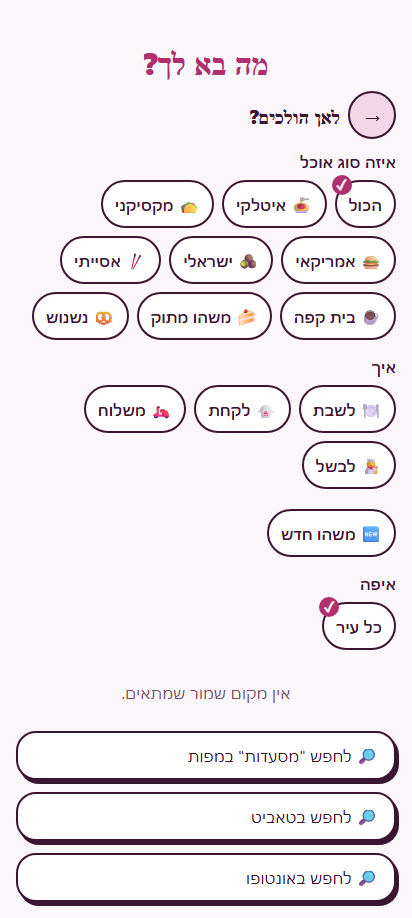 מה בא לך?
→ לאן הולכים?
איזה סוג אוכל
הכול 🍝 איטלקי 🌮 מקסיקני
🍔 אמריקאי 🧆 ישראלי 🥢 אסייתי
☕ בית קפה 🍰 משהו מתוק 🥨 נשנוש
איך
🍽️ לשבת 🥡 לקחת 🛵 משלוח
🧑‍🍳 לבשל
🆕 משהו חדש
איפה
כל עיר
אין מקום שמור שמתאים.
🔎 לחפש "מסעדות" במפות
🔎 לחפש בטאביט
🔎 לחפש באונטופו